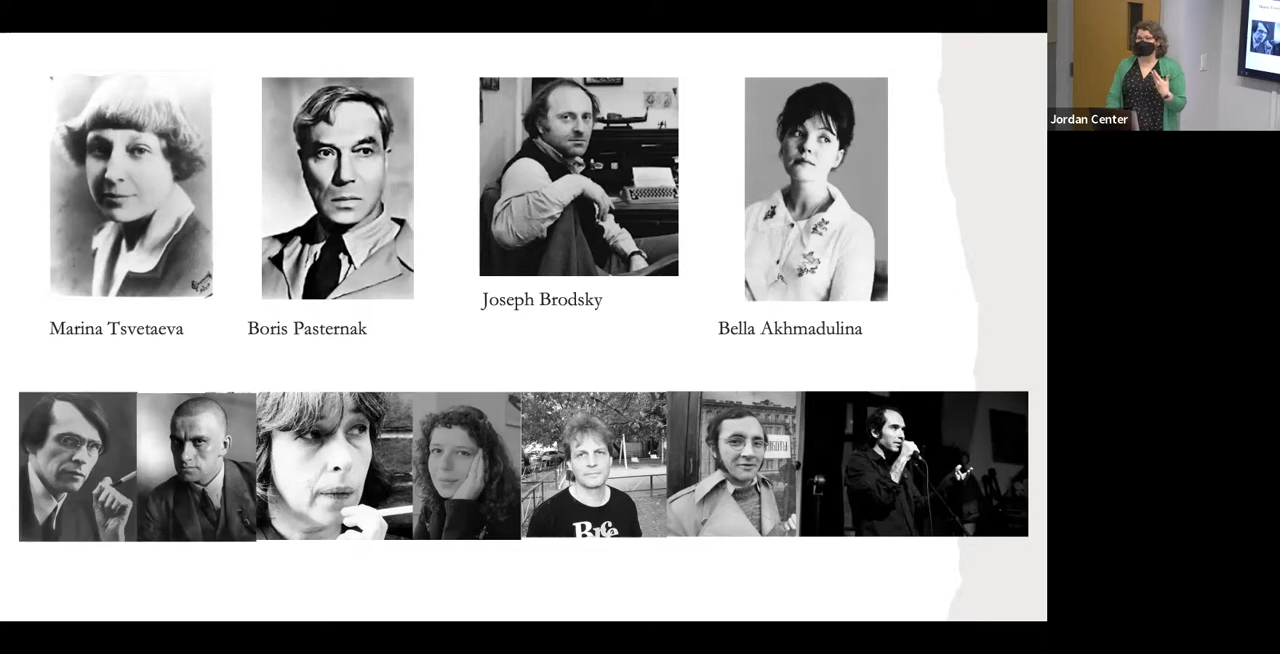 Marina Tsvetaeva
Boris Pasternak
Joseph Brodsky
Bella Akhmadulina
Jordan Center